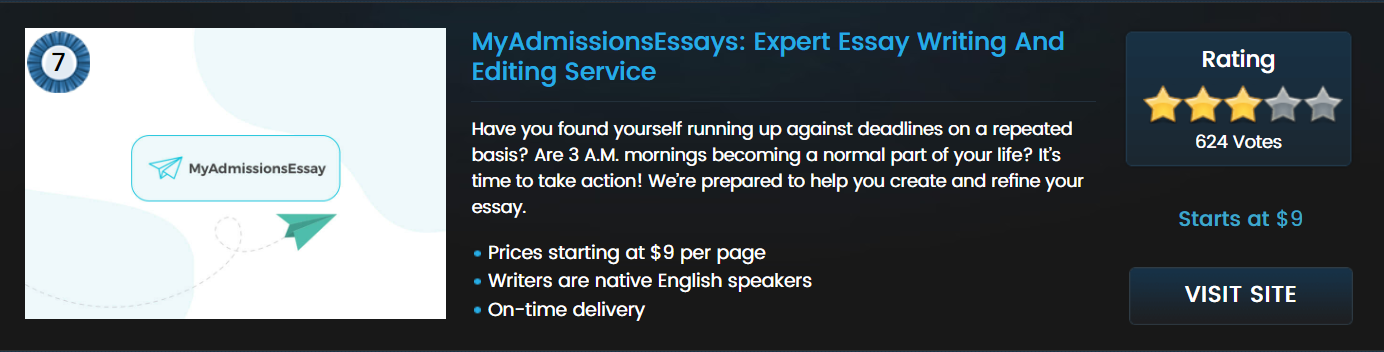 7
MyAdmissionsEssay
MyAdmissionsEssays: Expert Essay Writing And
Editing Service
Have you found yourself running up against deadlines on a repeated
basis? Are 3 A.M. mornings becoming a normal part of your life? It’s
time to take action! We’re prepared to help you create and refine your
essay.
• Prices starting at $9 per page
• Writers are native English speakers
• On-time delivery
Rating
624 Votes
Starts at $9
VISIT SITE